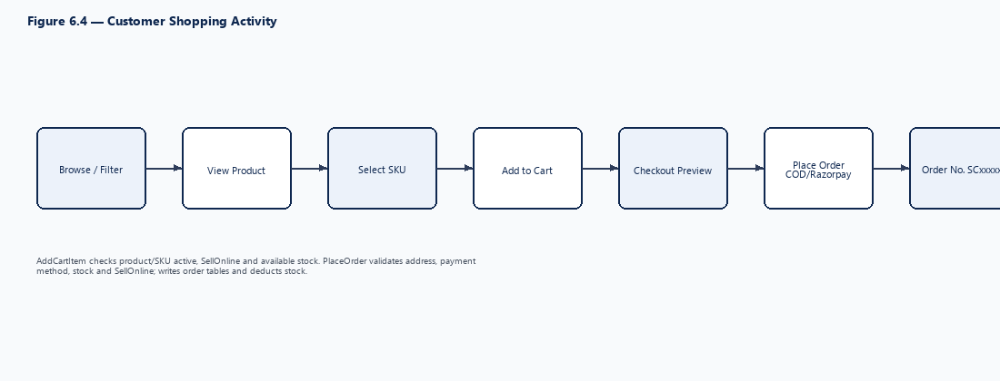 Figure 6.4 — Customer Shopping Activity
Browse / Filter
View Product
Select SKU
Add to Cart
Checkout Preview
Place Order
COD/Razorpay
Order No. SCxxxxx
AddCartItem checks product/SKU active, SellOnline and available stock. PlaceOrder validates address, payment
method, stock and SellOnline; writes order tables and deducts stock.